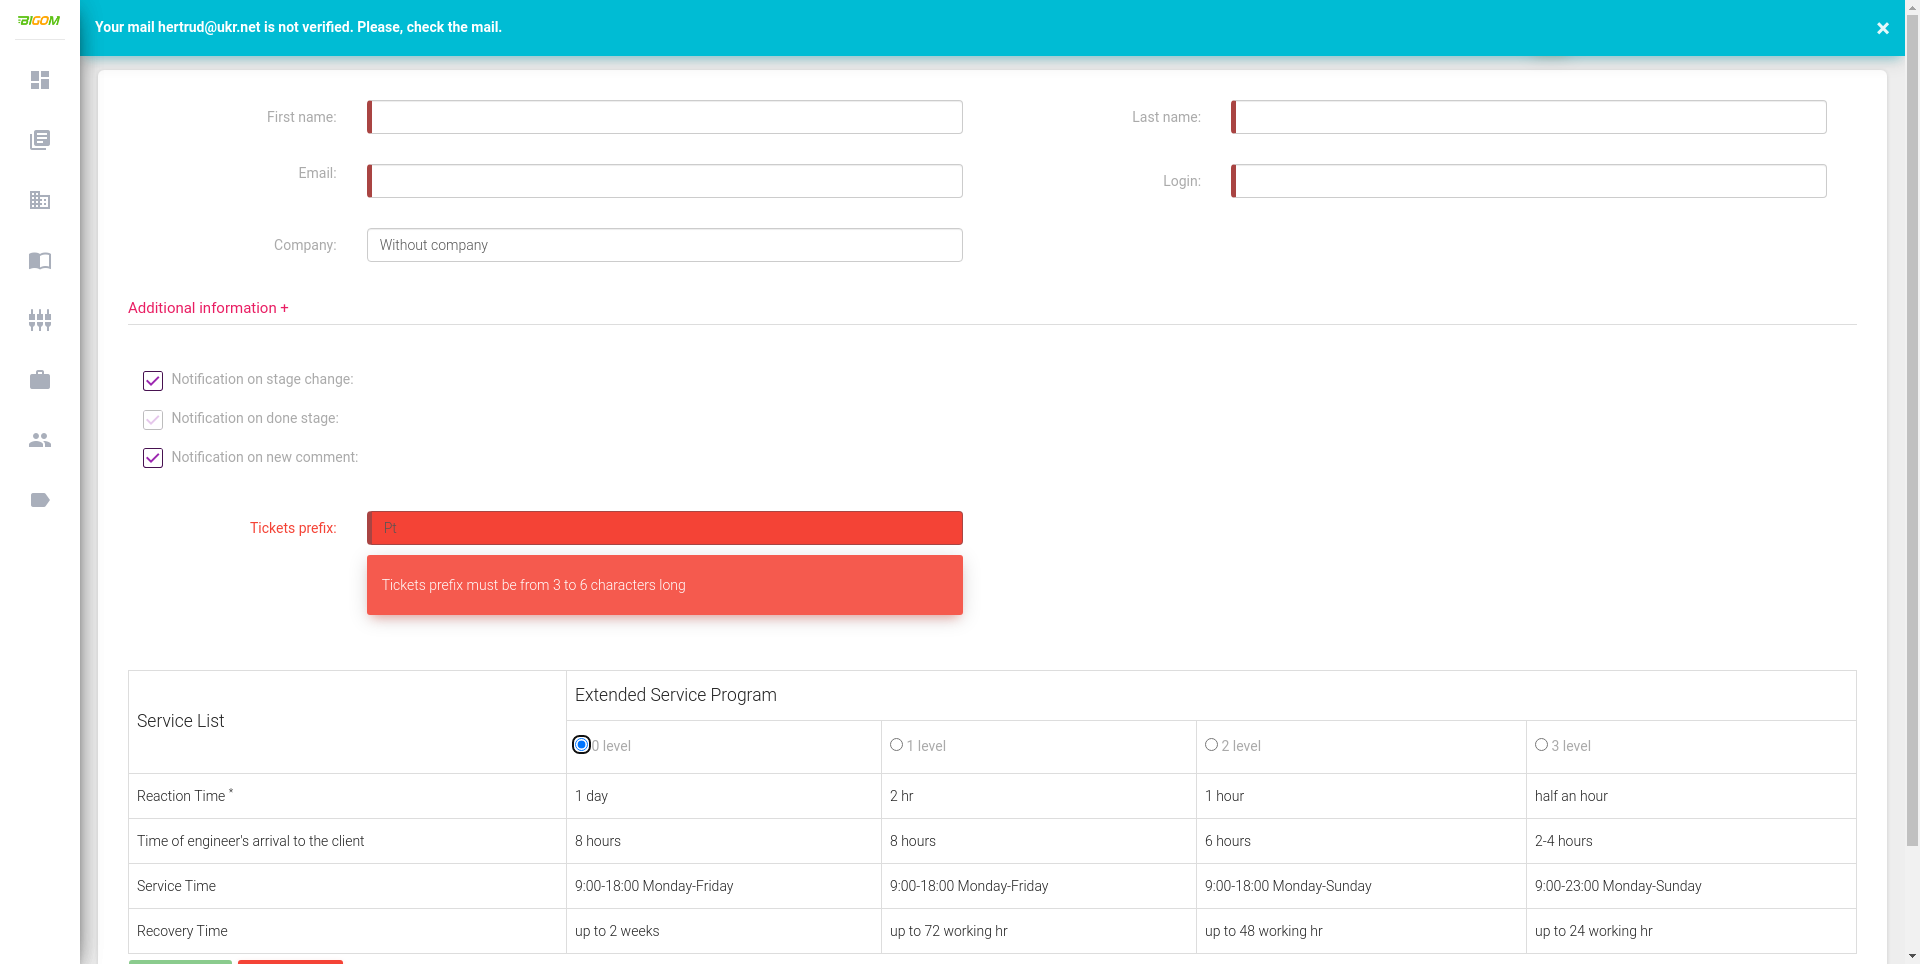 BIGOM
Your mail hertrud@ukr.net is not verified. Please, check the mail.
×
First name:
Last name:
Email:
Login:
Company:
Without company
Additional information +
Notification on stage change:
Notification on done stage:
Notification on new comment:
Tickets prefix:
Pt
Tickets prefix must be from 3 to 6 characters long
Service List
Extended Service Program
0 level
1 level
2 level
3 level
Reaction Time *
1 day
2 hr
1 hour
half an hour
Time of engineer's arrival to the client
8 hours
8 hours
6 hours
2-4 hours
Service Time
9:00-18:00 Monday-Friday
9:00-18:00 Monday-Friday
9:00-18:00 Monday-Sunday
9:00-23:00 Monday-Sunday
Recovery Time
up to 2 weeks
up to 72 working hr
up to 48 working hr
up to 24 working hr